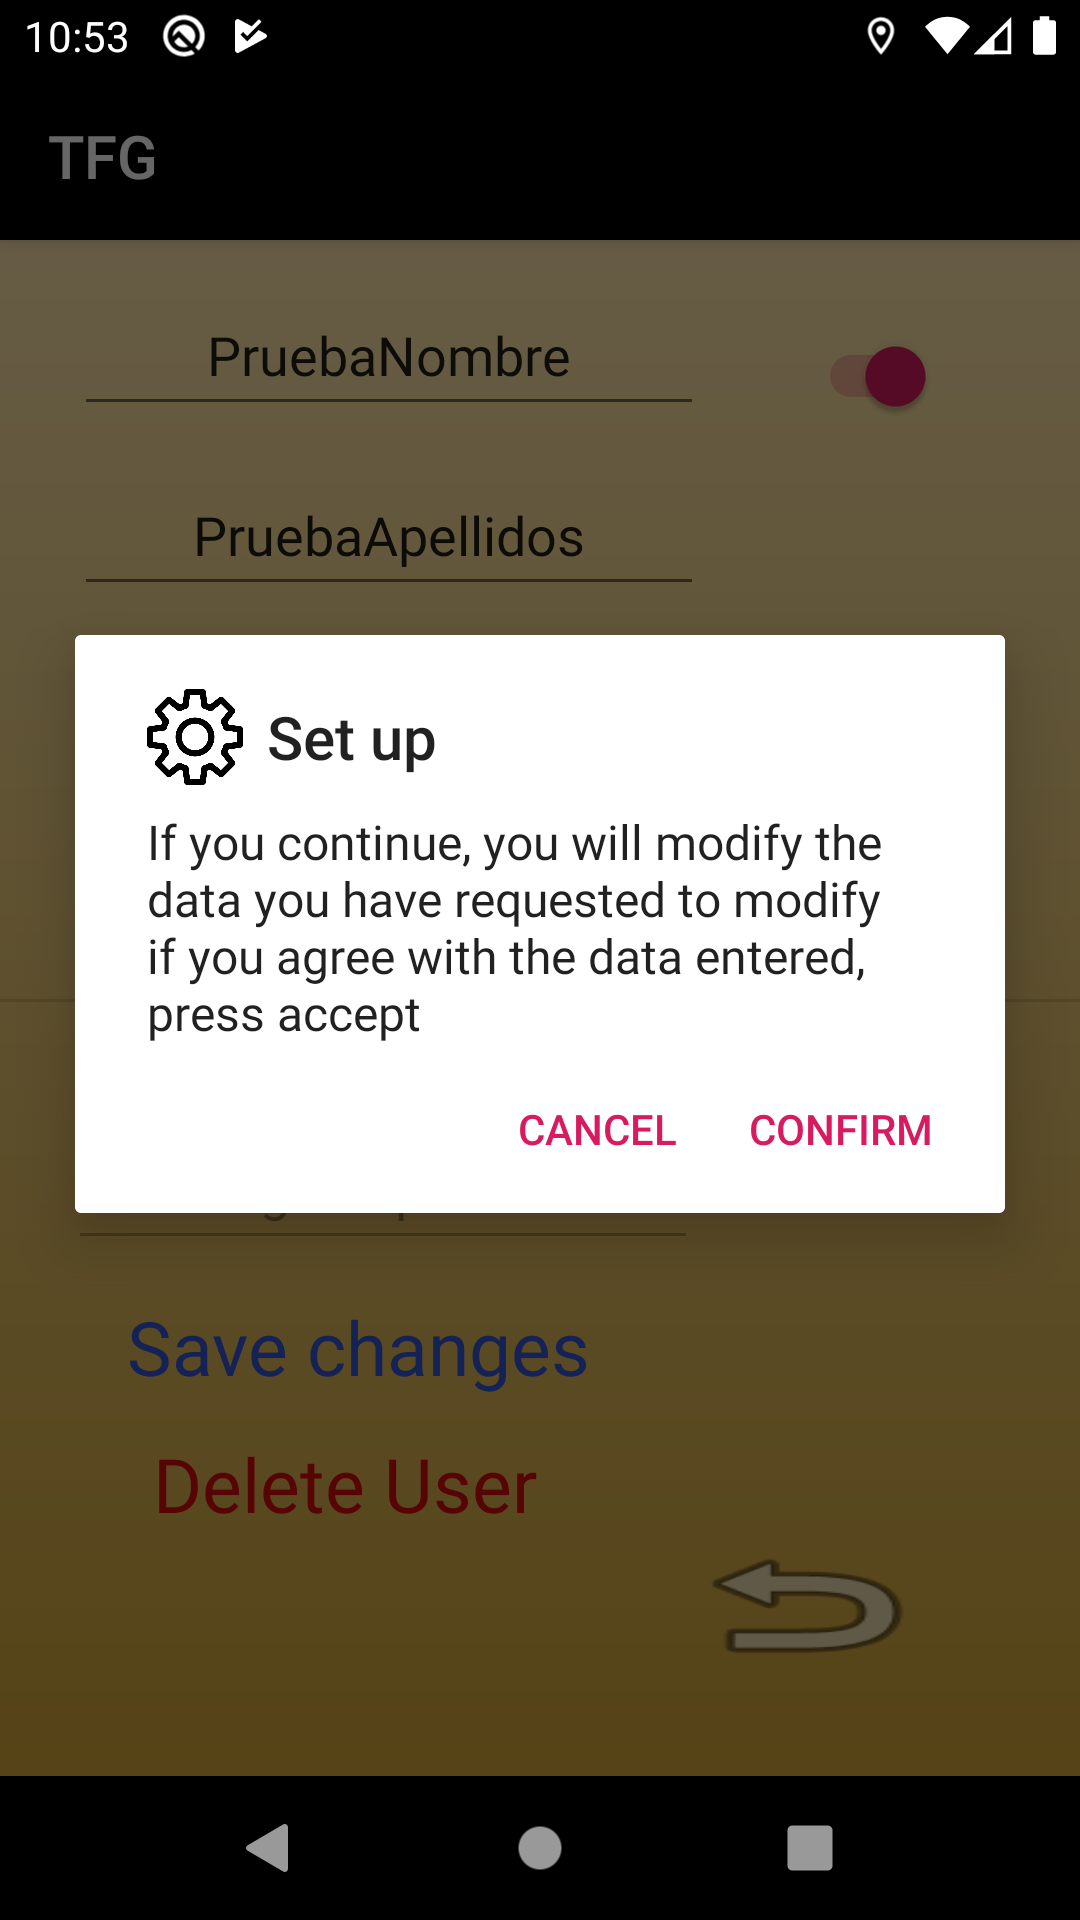 10:53
TFG
PruebaNombre
PruebaApellidos
Set up
If you continue, you will modify the
data you have requested to modify
if you agree with the data entered,
press accept
CANCEL CONFIRM
Save changes
Delete User